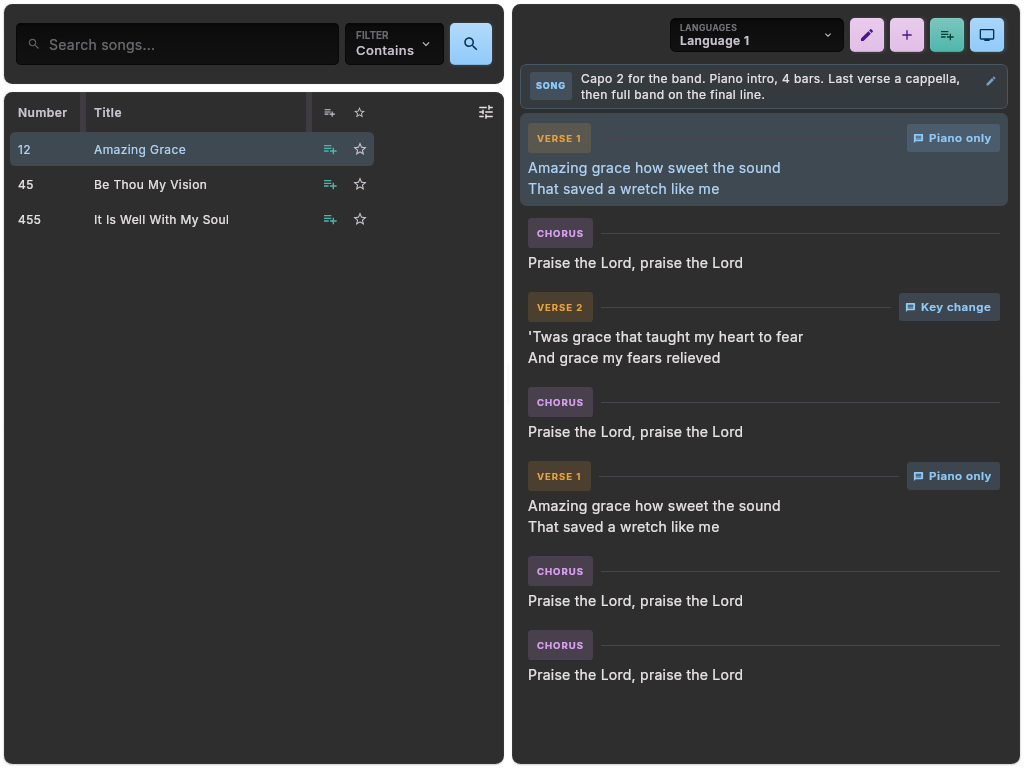 Search songs...
FILTER
Contains
Number Title
12 Amazing Grace
45 Be Thou My Vision
455 It Is Well With My Soul
LANGUAGES
Language 1
SONG
Capo 2 for the band. Piano intro, 4 bars. Last verse a cappella,
then full band on the final line.
VERSE 1 Piano only
Amazing grace how sweet the sound
That saved a wretch like me
CHORUS
Praise the Lord, praise the Lord
VERSE 2 Key change
'Twas grace that taught my heart to fear
And grace my fears relieved
CHORUS
Praise the Lord, praise the Lord
VERSE 1 Piano only
Amazing grace how sweet the sound
That saved a wretch like me
CHORUS
Praise the Lord, praise the Lord
CHORUS
Praise the Lord, praise the Lord